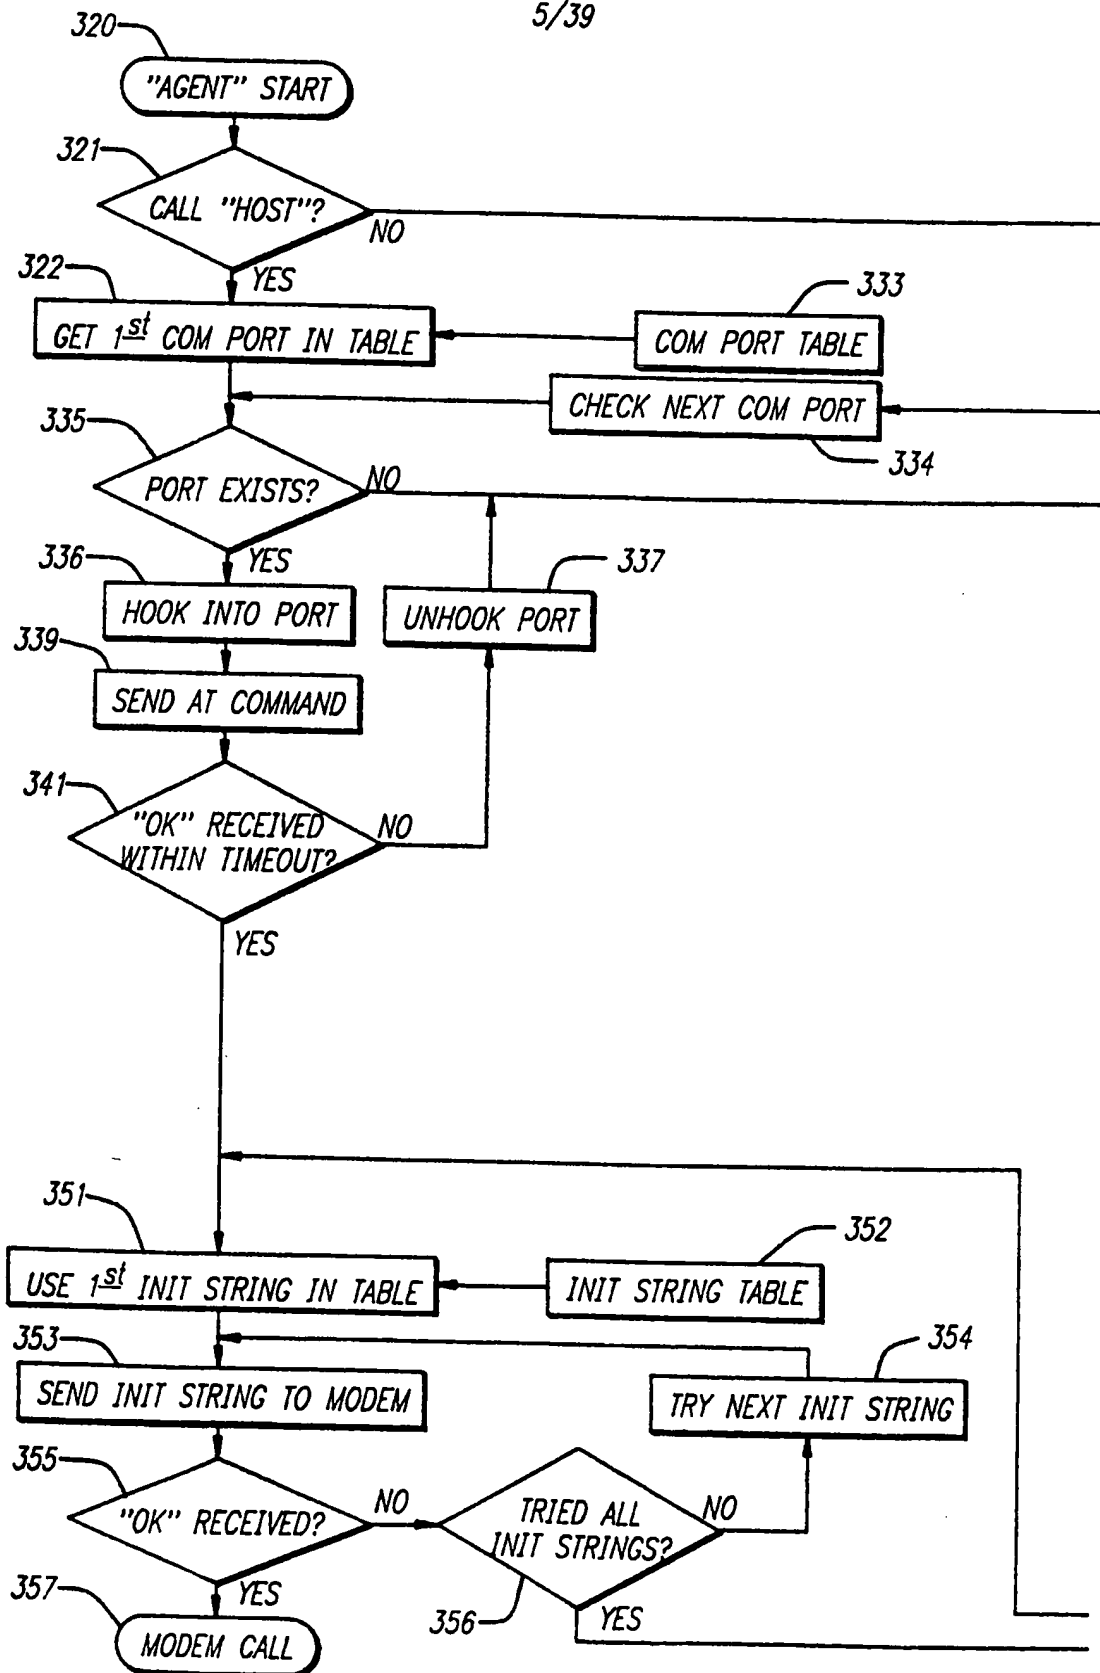 5/39
320
"AGENT" START
321
CALL "HOST"?
NO
YES
322
GET 1st COM PORT IN TABLE
333
COM PORT TABLE
CHECK NEXT COM PORT
334
335
PORT EXISTS?
NO
YES
336
HOOK INTO PORT
337
UNHOOK PORT
339
SEND AT COMMAND
341
"OK" RECEIVED
WITHIN TIMEOUT?
NO
YES
351
USE 1st INIT STRING IN TABLE
352
INIT STRING TABLE
353
SEND INIT STRING TO MODEM
354
TRY NEXT INIT STRING
355
"OK" RECEIVED?
NO
TRIED ALL
INIT STRINGS?
NO
YES
356
YES
357
MODEM CALL